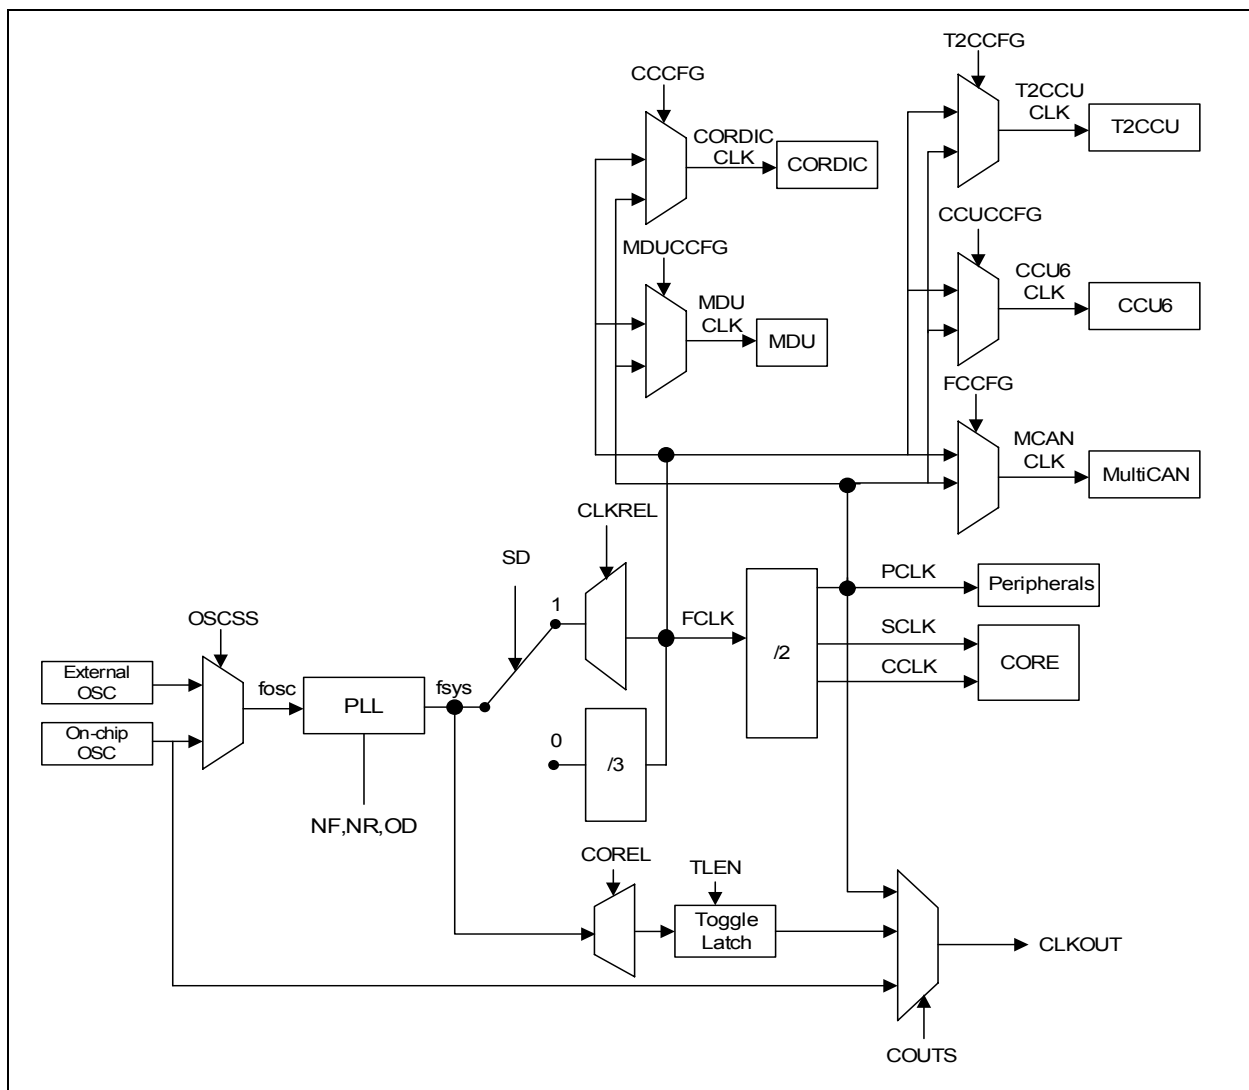 T2CCFG
CCCFG
T2CCU
CLK
T2CCU
CORDIC
CLK
CORDIC
CCUCCFG
MDUCCFG
CCU6
CLK
CCU6
MDU
CLK
MDU
FCCFG
MCAN
CLK
MultiCAN
CLKREL
SD
1
OSCSS
FCLK
/2
PCLK
Peripherals
SCLK
CCLK
CORE
External
OSC
On-chip
OSC
fosc
PLL
fsys
0
/3
NF,NR,OD
COREL
TLEN
Toggle
Latch
CLKOUT
COUTS